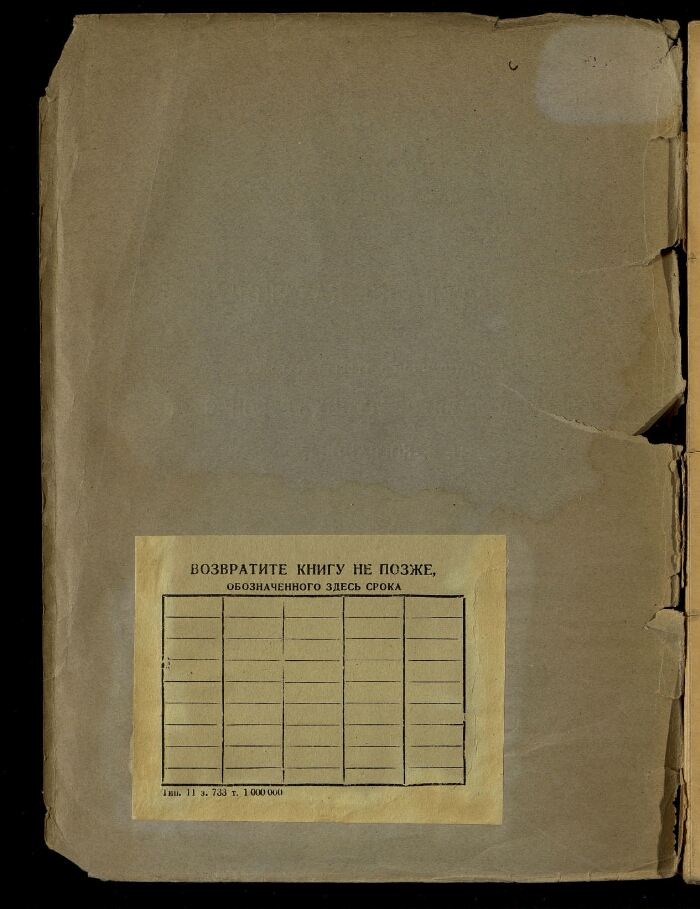 ВОЗВРАТИТЕ КНИГУ НЕ ПОЗЖЕ,
ОБОЗНАЧЕННОГО ЗДЕСЬ СРОКА
Тип. 11 з. 733 т. 1 000 000